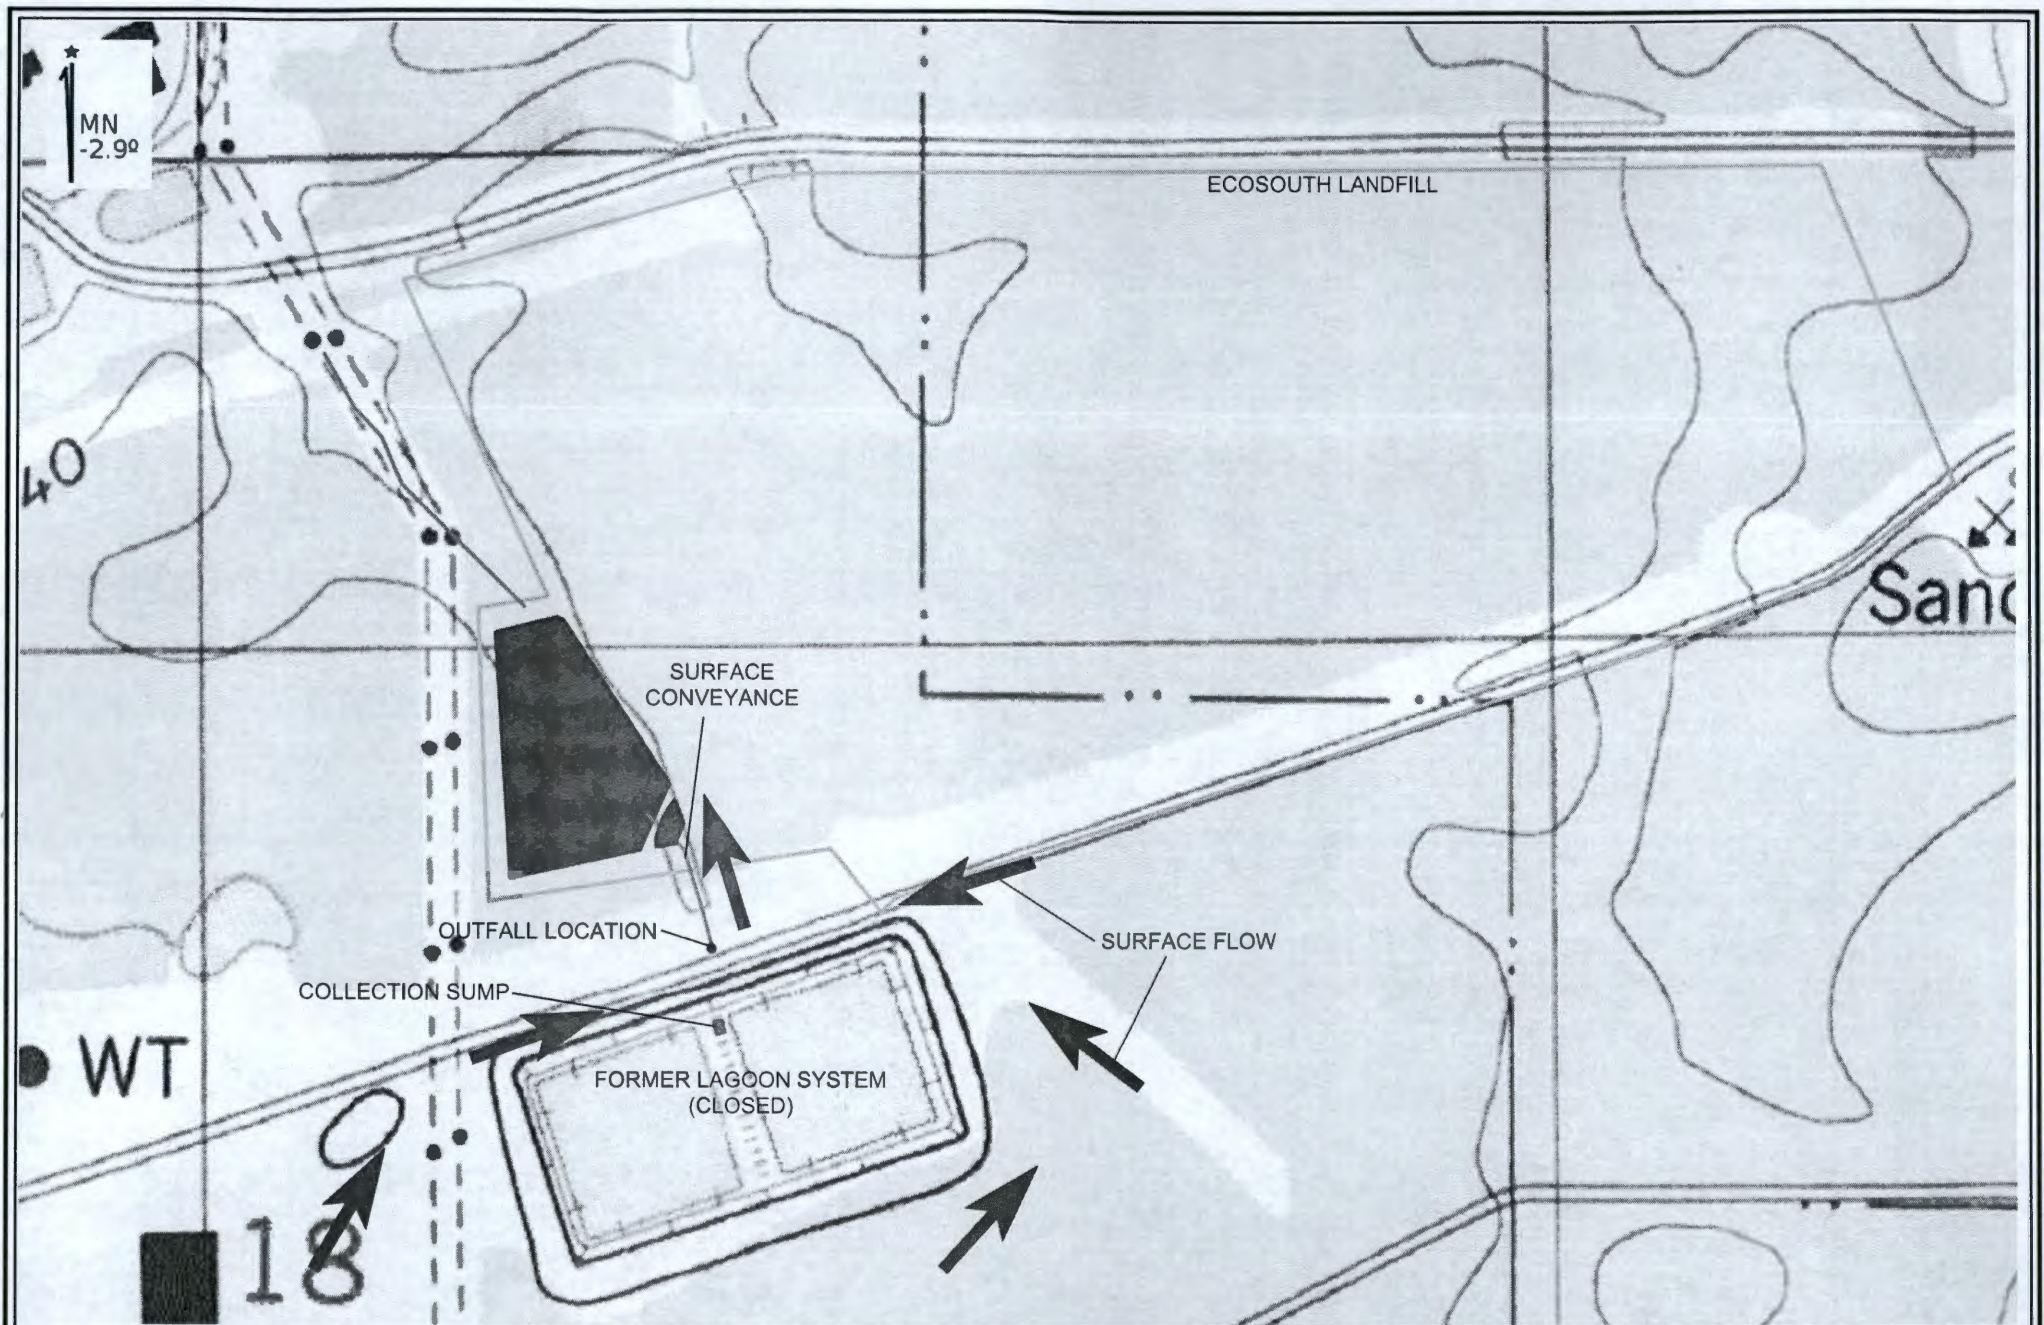 MN
-2.9º
ECOSOUTH LANDFILL
40
SURFACE
CONVEYANCE
OUTFALL LOCATION
SURFACE FLOW
COLLECTION SUMP
WT
FORMER LAGOON SYSTEM
(CLOSED)
18